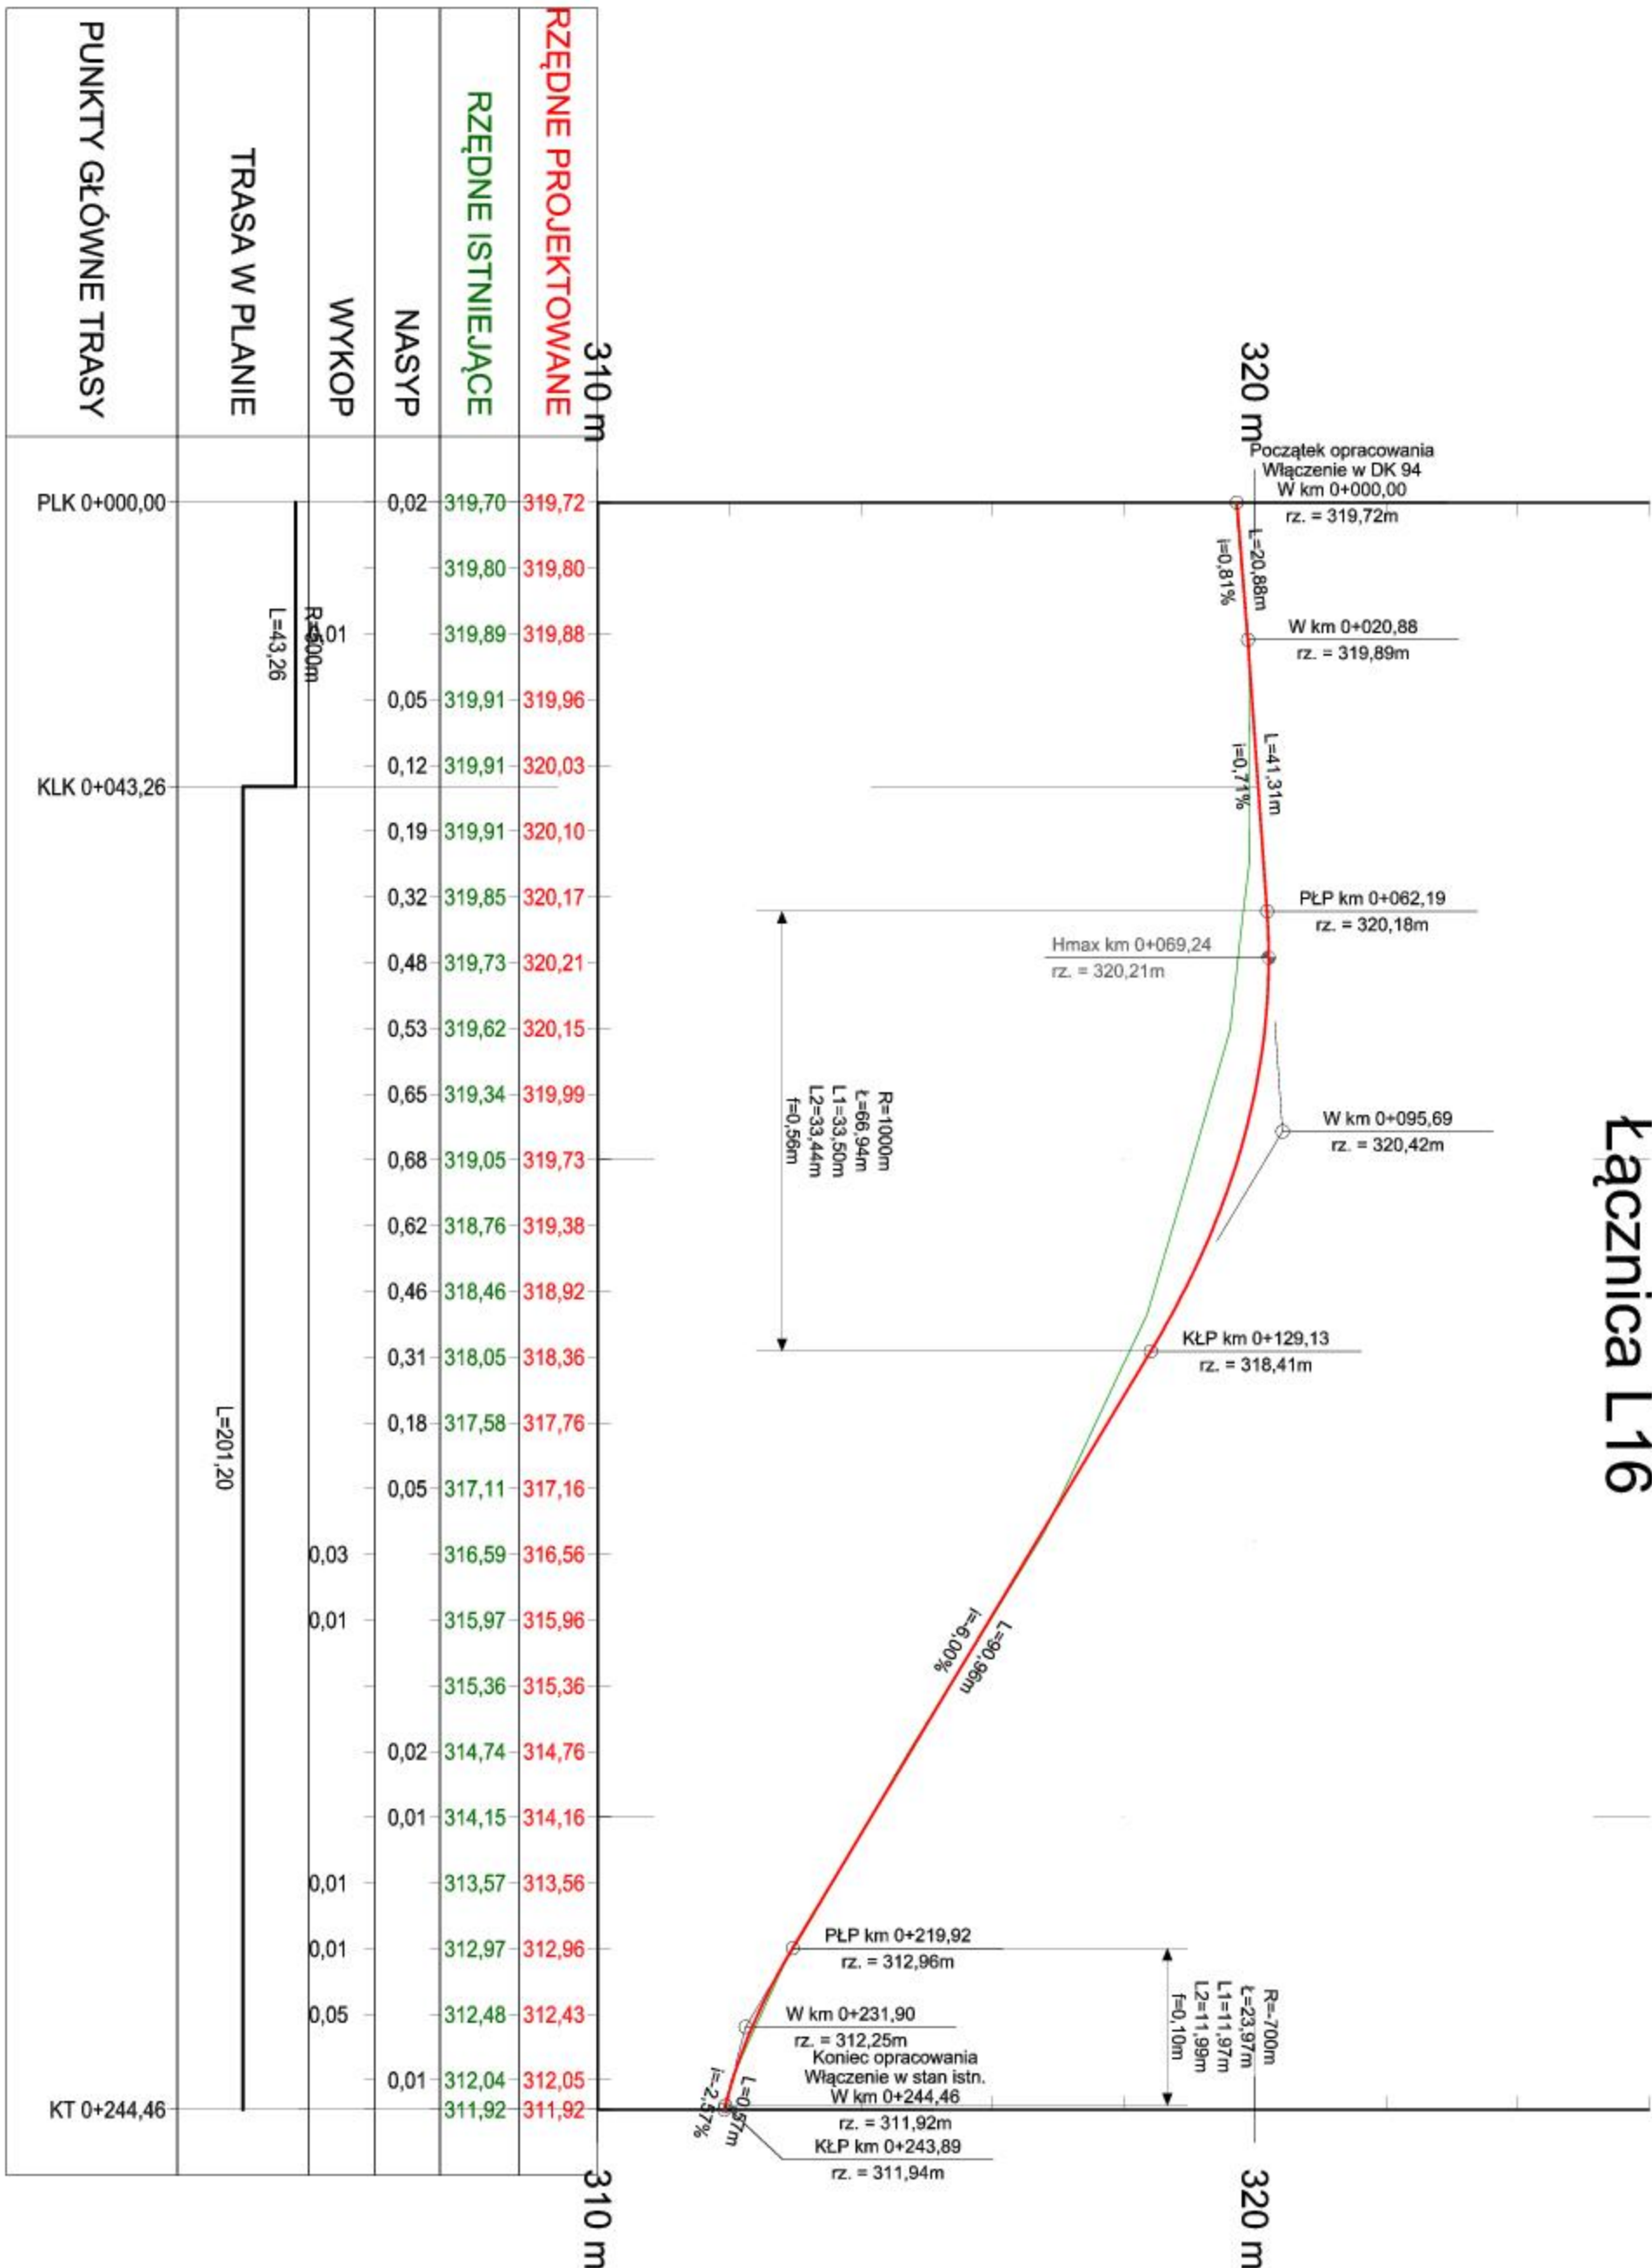 Łącznica L 16
320 m
310 m
Początek opracowania
Włączenie w DK 94
W km 0+000,00
rz. = 319,72m
Ł=20,88m
i=0,81%
W km 0+020,88
rz. = 319,89m
L=41,31m
i=0,71%
PŁP km 0+062,19
rz. = 320,18m
Hmax km 0+069,24
rz. = 320,21m
R=1000m
Ł=66,94m
L1=33,50m
L2=33,44m
f=0,56m
W km 0+095,69
rz. = 320,42m
KŁP km 0+129,13
rz. = 318,41m
L=90,96m
i=-6,00%
PŁP km 0+219,92
rz. = 312,96m
R=-700m
Ł=23,97m
L1=11,97m
L2=11,99m
f=0,10m
W km 0+231,90
rz. = 312,25m
Koniec opracowania
Włączenie w stan istn.
W km 0+244,46
rz. = 311,92m
KŁP km 0+243,89
rz. = 311,94m
L=0,57m
i=-2,57%
320 m
310 m
RZĘDNE PROJEKTOWANE
319,72
319,80
319,88
319,96
320,03
320,10
320,17
320,21
320,15
319,99
319,73
319,38
318,92
318,36
317,76
317,16
316,56
315,96
315,36
314,76
314,16
313,56
312,96
312,43
312,05
311,92
RZĘDNE ISTNIEJĄCE
319,70
319,80
319,89
319,91
319,91
319,91
319,85
319,73
319,62
319,34
319,05
318,76
318,46
318,05
317,58
317,11
316,59
315,97
315,36
314,74
314,15
313,57
312,97
312,48
312,04
311,92
NASYP
0,02
0,05
0,12
0,19
0,32
0,48
0,53
0,65
0,68
0,62
0,46
0,31
0,18
0,05
0,02
0,01
0,01
WYKOP
0,01
0,03
0,01
0,01
0,01
0,05
TRASA W PLANIE
R=500m
L=43,26
L=201,20
PUNKTY GŁÓWNE TRASY
PLK 0+000,00
KLK 0+043,26
KT 0+244,46